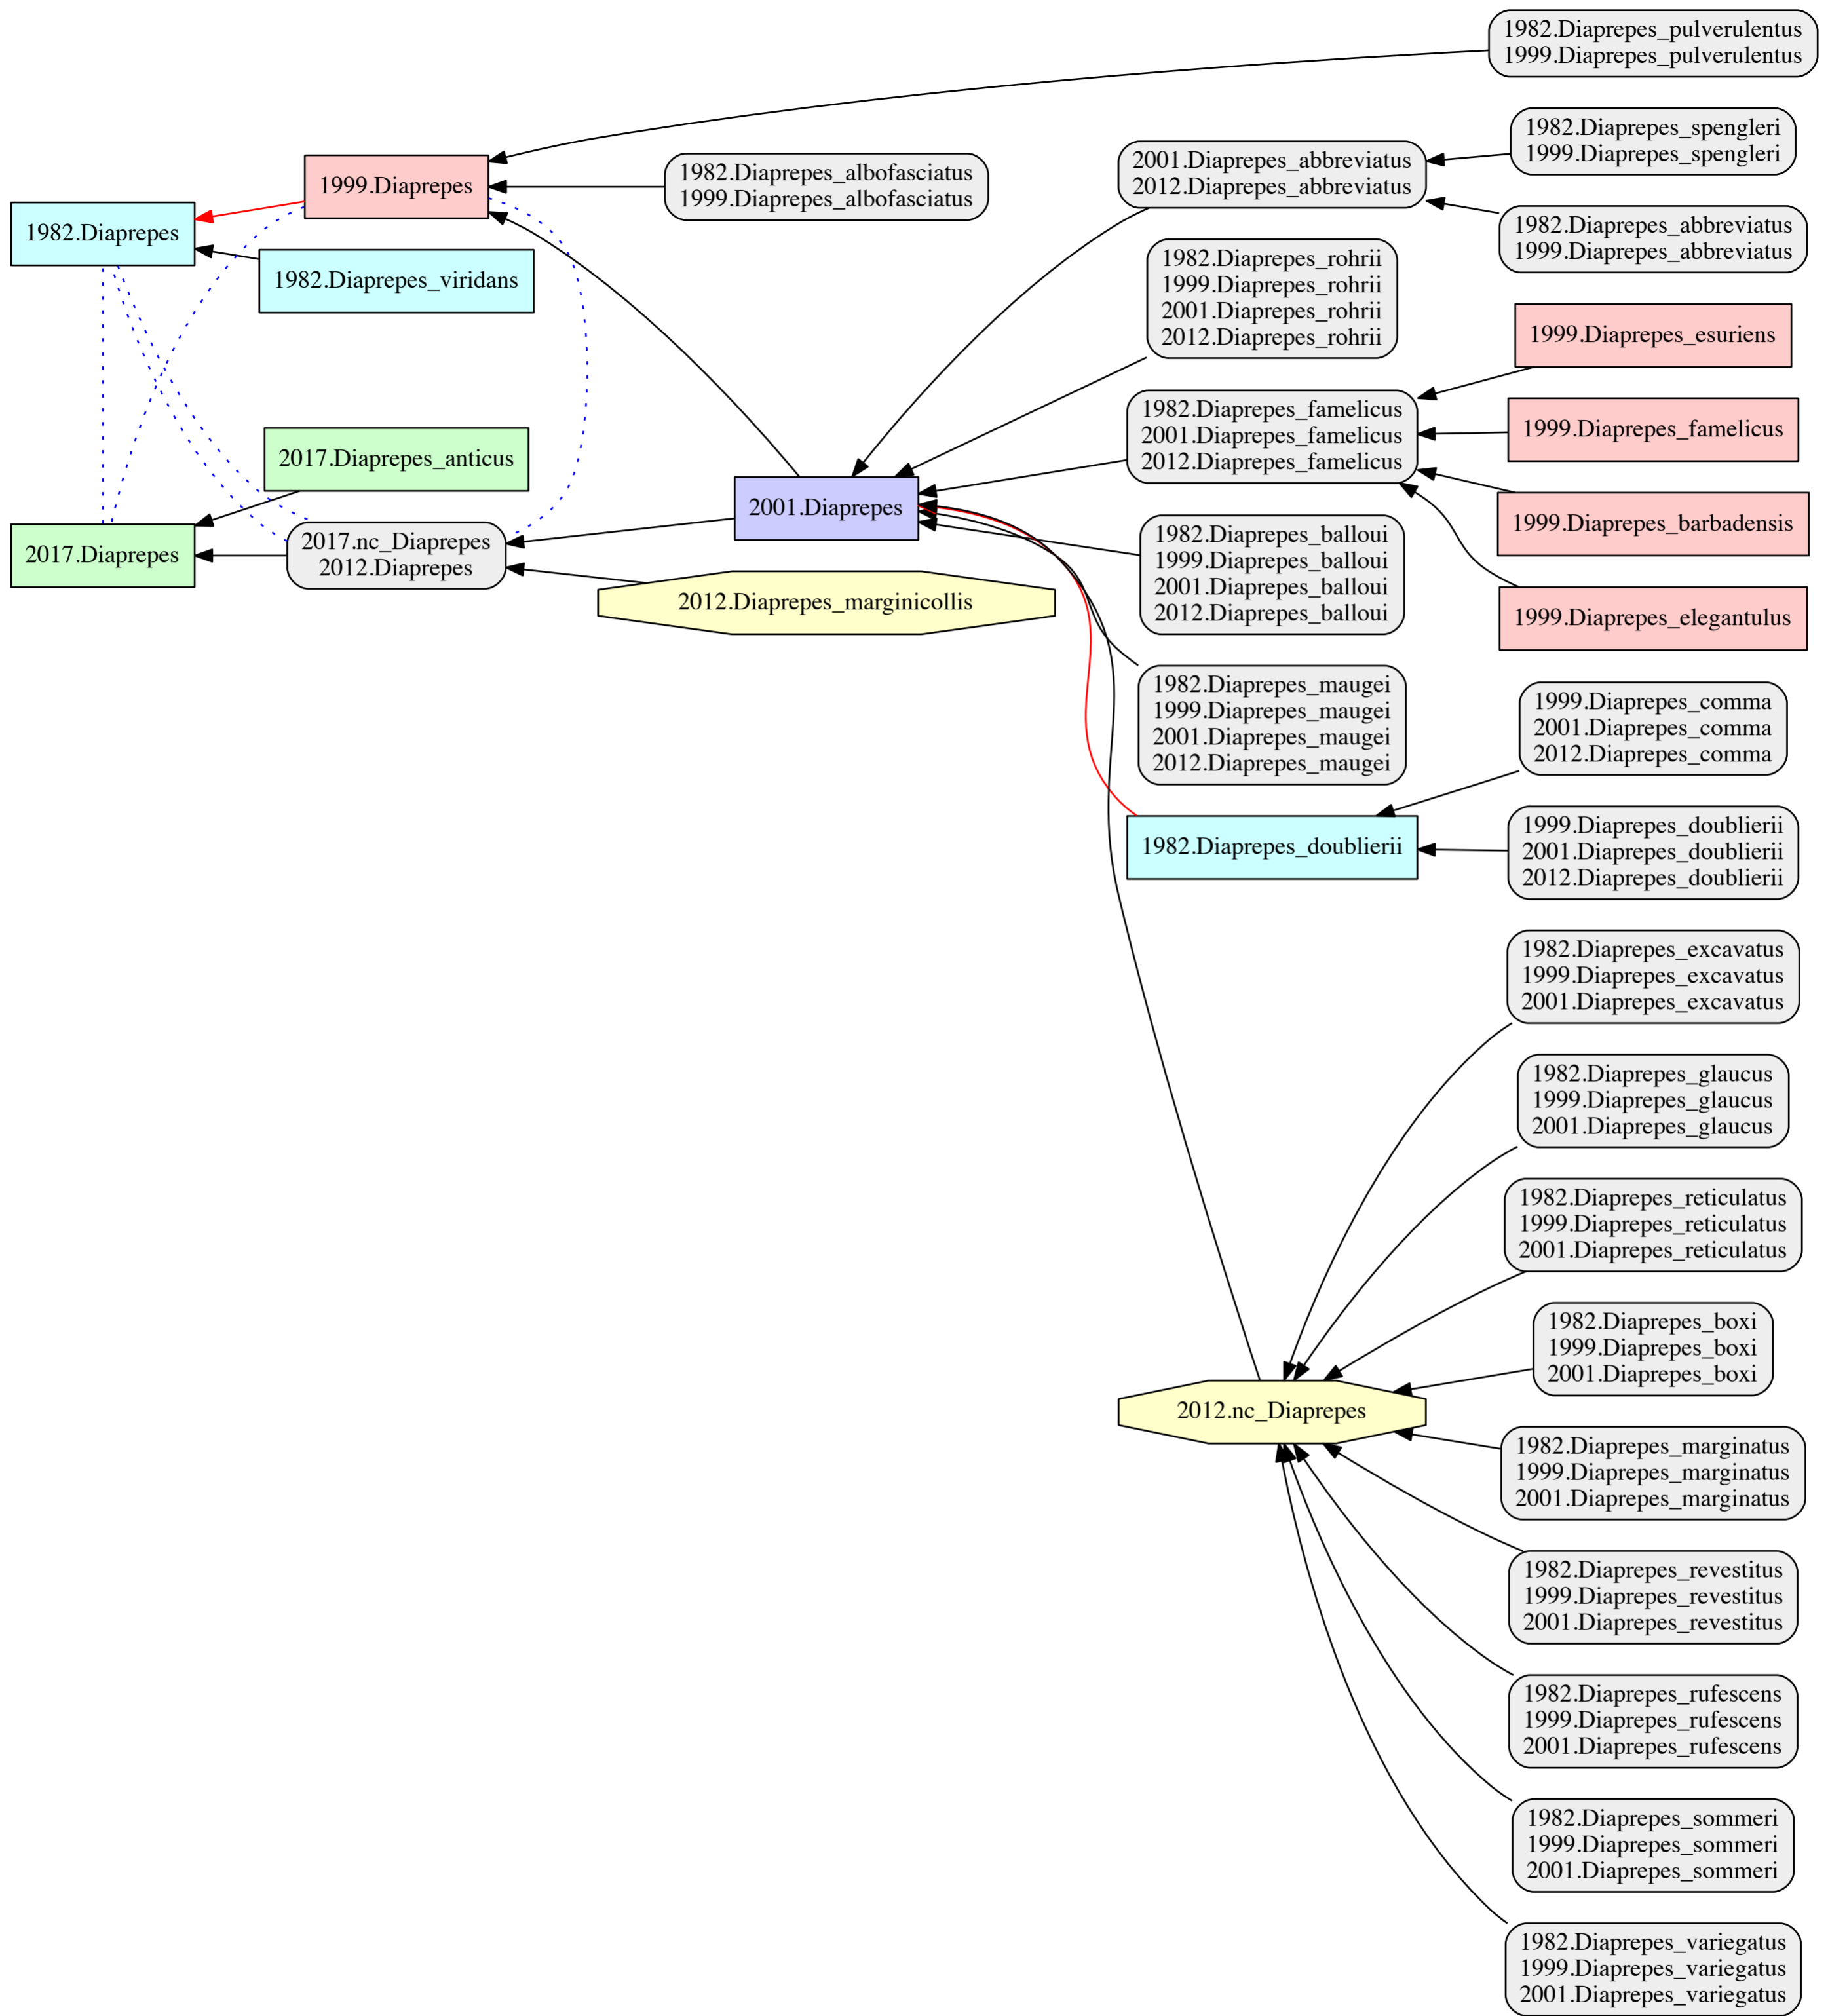 1982.Diaprepes_pulverulentus
1999.Diaprepes_pulverulentus
1982.Diaprepes_spengleri
1999.Diaprepes_spengleri
2001.Diaprepes_abbreviatus
2012.Diaprepes_abbreviatus
1999.Diaprepes
1982.Diaprepes_albofasciatus
1999.Diaprepes_albofasciatus
1982.Diaprepes_abbreviatus
1999.Diaprepes_abbreviatus
1982.Diaprepes
1982.Diaprepes_viridans
1982.Diaprepes_rohrii
1999.Diaprepes_rohrii
2001.Diaprepes_rohrii
2012.Diaprepes_rohrii
1999.Diaprepes_esuriens
1982.Diaprepes_famelicus
2001.Diaprepes_famelicus
2012.Diaprepes_famelicus
1999.Diaprepes_famelicus
2017.Diaprepes_anticus
2001.Diaprepes
1999.Diaprepes_barbadensis
2017.Diaprepes
2017.nc_Diaprepes
2012.Diaprepes
1982.Diaprepes_balloui
1999.Diaprepes_balloui
2001.Diaprepes_balloui
2012.Diaprepes_balloui
2012.Diaprepes_marginicollis
1999.Diaprepes_elegantulus
1982.Diaprepes_maugei
1999.Diaprepes_maugei
2001.Diaprepes_maugei
2012.Diaprepes_maugei
1999.Diaprepes_comma
2001.Diaprepes_comma
2012.Diaprepes_comma
1982.Diaprepes_doublierii
1999.Diaprepes_doublierii
2001.Diaprepes_doublierii
2012.Diaprepes_doublierii
1982.Diaprepes_excavatus
1999.Diaprepes_excavatus
2001.Diaprepes_excavatus
1982.Diaprepes_glaucus
1999.Diaprepes_glaucus
2001.Diaprepes_glaucus
1982.Diaprepes_reticulatus
1999.Diaprepes_reticulatus
2001.Diaprepes_reticulatus
1982.Diaprepes_boxi
1999.Diaprepes_boxi
2001.Diaprepes_boxi
2012.nc_Diaprepes
1982.Diaprepes_marginatus
1999.Diaprepes_marginatus
2001.Diaprepes_marginatus
1982.Diaprepes_revestitus
1999.Diaprepes_revestitus
2001.Diaprepes_revestitus
1982.Diaprepes_rufescens
1999.Diaprepes_rufescens
2001.Diaprepes_rufescens
1982.Diaprepes_sommeri
1999.Diaprepes_sommeri
2001.Diaprepes_sommeri
1982.Diaprepes_variegatus
1999.Diaprepes_variegatus
2001.Diaprepes_variegatus